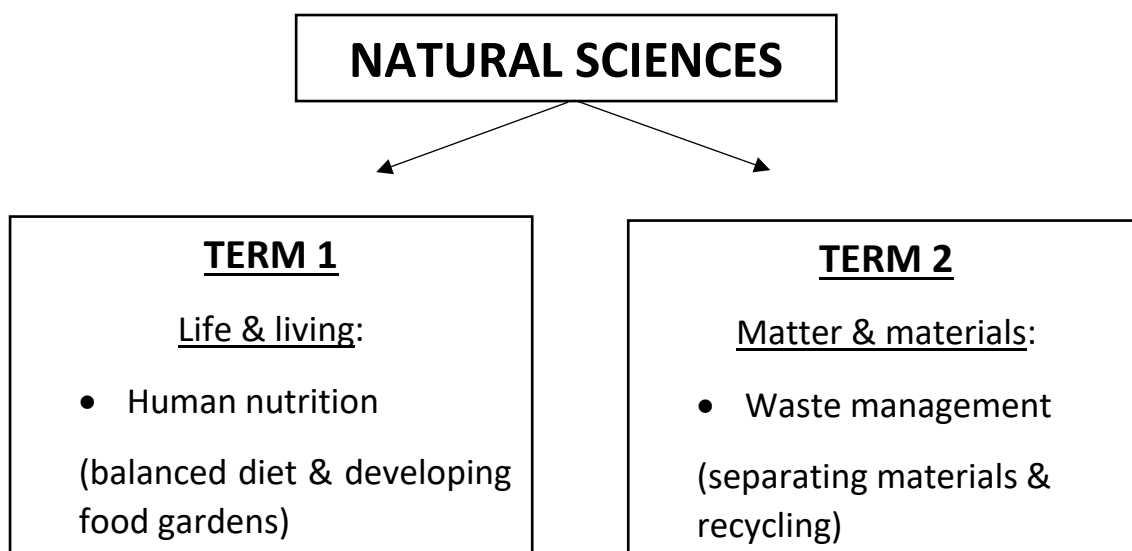 NATURAL SCIENCES
TERM 1
Life & living:
• Human nutrition
(balanced diet & developing
food gardens)
TERM 2
Matter & materials:
• Waste management
(separating materials &
recycling)